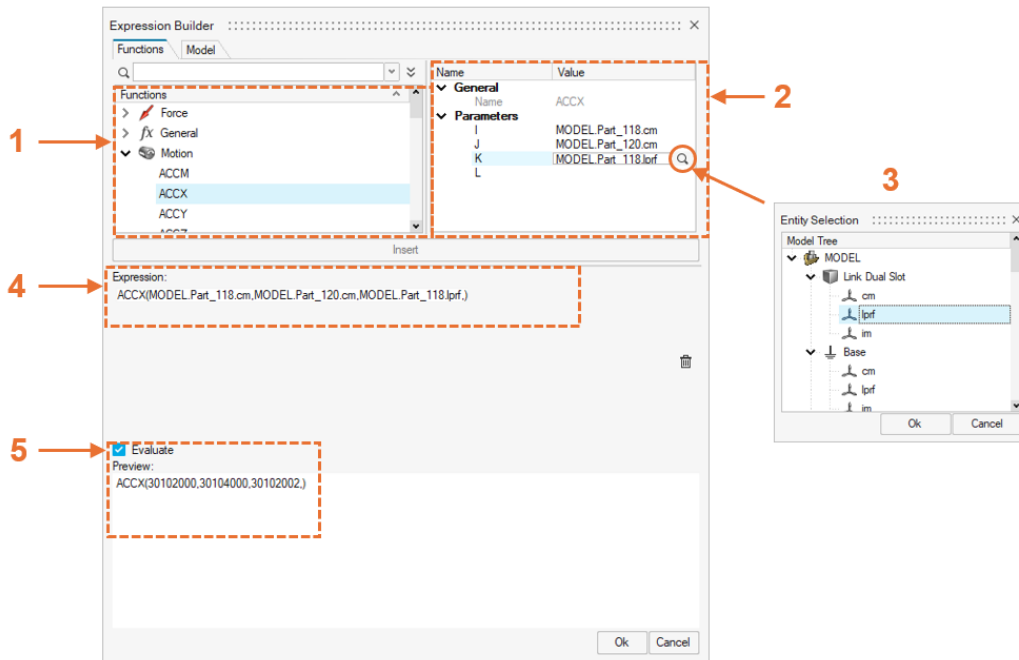 Expression Builder
Functions Model
Name Value
Functions
General
Force
Name ACCX
fx General
Parameters
1
2
I MODEL.Part_118.cm
Motion
J MODEL.Part_120.cm
ACCM
K MODEL.Part_118.lprf
ACCX
L
ACCY
ACCZ
3
Insert
Entity Selection
Model Tree
MODEL
Link Dual Slot
cm
lprf
im
Base
cm
lprf
im
Ok Cancel
4
Expression:
ACCX(MODEL.Part_118.cm,MODEL.Part_120.cm,MODEL.Part_118.lprf,)
5
Evaluate
Preview:
ACCX(30102000,30104000,30102002,)
Ok Cancel